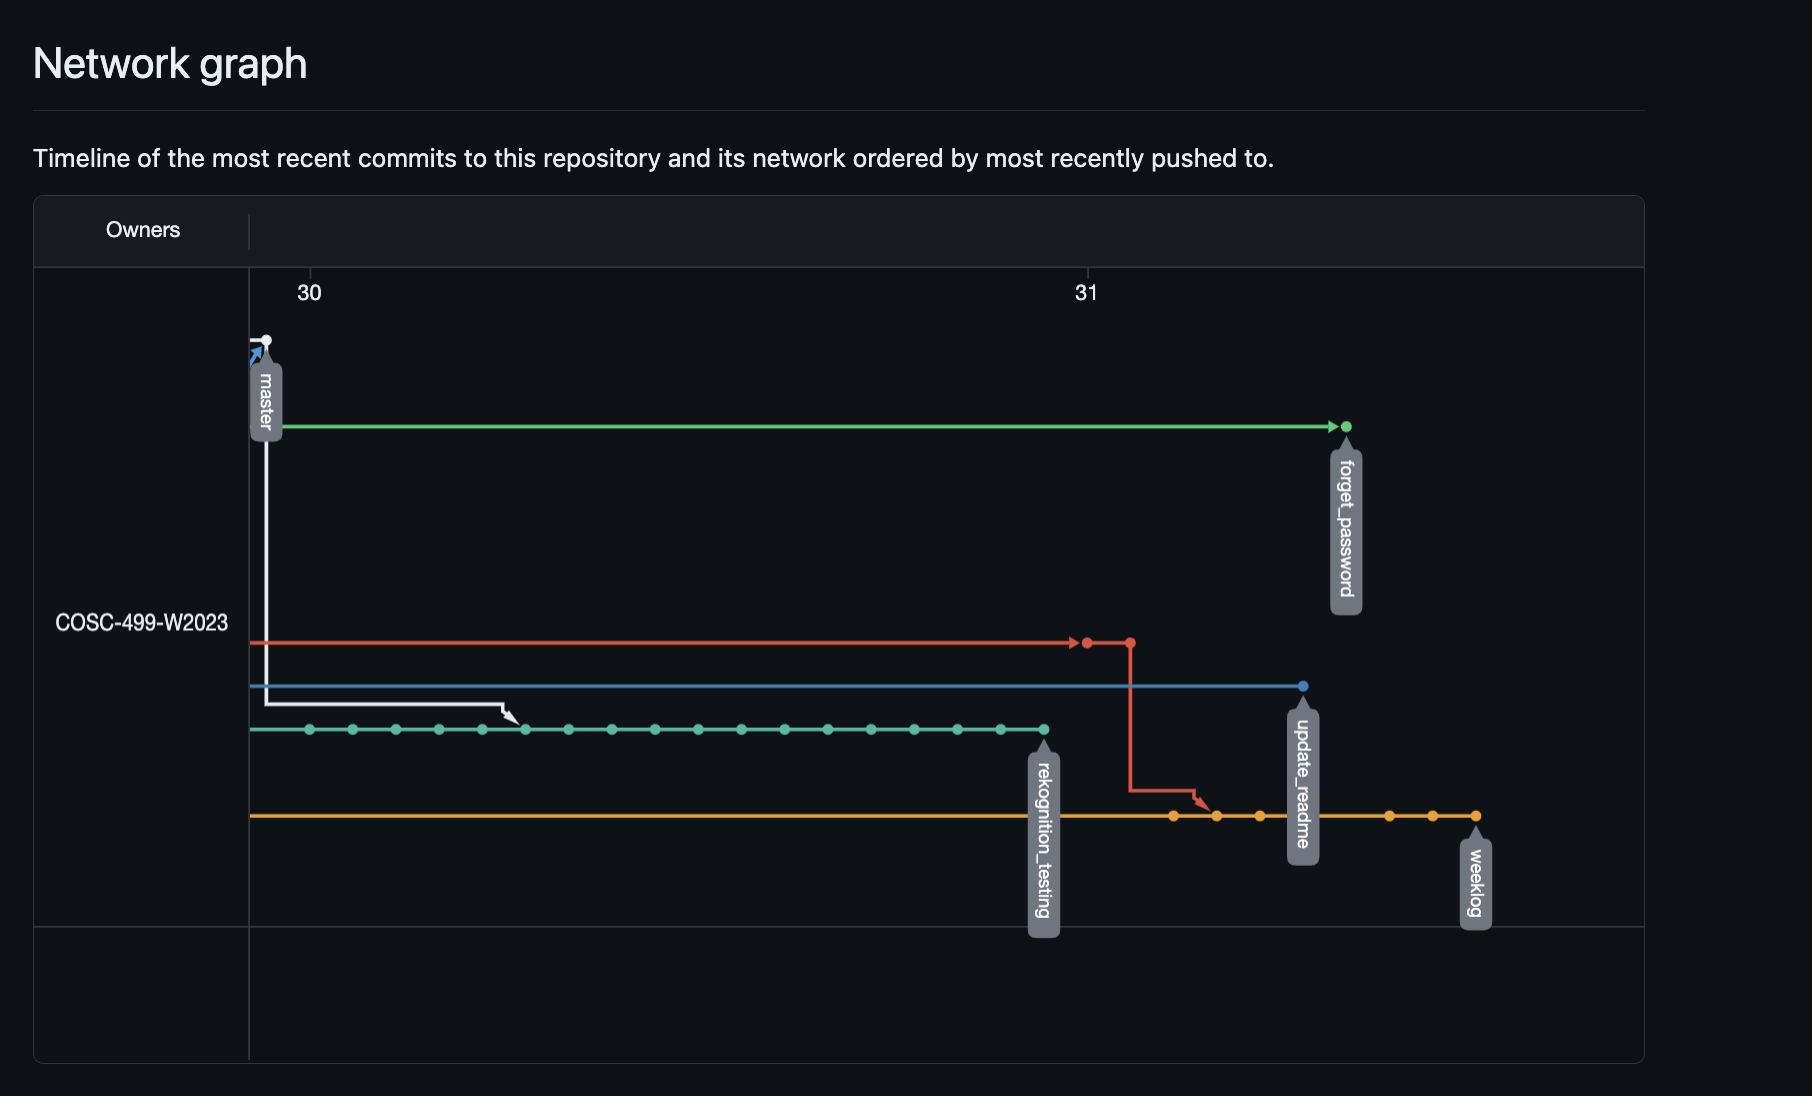 Network graph
Timeline of the most recent commits to this repository and its network ordered by most recently pushed to.
Owners
30
31
master
forget_password
COSC-499-W2023
update_readme
rekognition_testing
weeklog